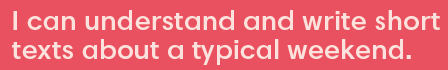 I can understand and write short
texts about a typical weekend.